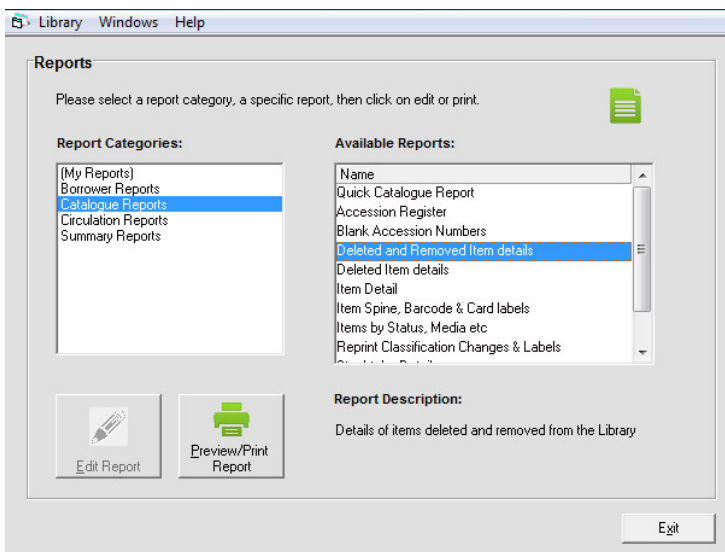 Library Windows Help
Reports
Please select a report category, a specific report, then click on edit or print.
Report Categories:
(My Reports)
Borrower Reports
Catalogue Reports
Circulation Reports
Summary Reports
Available Reports:
Name
Quick Catalogue Report
Accession Register
Blank Accession Numbers
Deleted and Removed Item details
Deleted Item details
Item Detail
Item Spine, Barcode & Card labels
Items by Status, Media etc
Reprint Classification Changes & Labels
Edit Report
Preview/Print
Report
Report Description:
Details of items deleted and removed from the Library
Exit